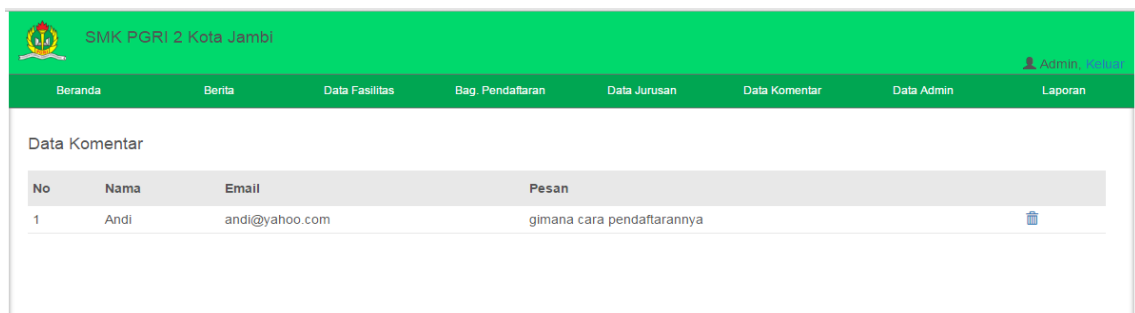 SMK PGRI 2 Kota Jambi
Admin, Keluar
Beranda Berita Data Fasilitas Bag. Pendaftaran Data Jurusan Data Komentar Data Admin Laporan
Data Komentar
No Nama Email Pesan
1 Andi andi@yahoo.com gimana cara pendaftarannya